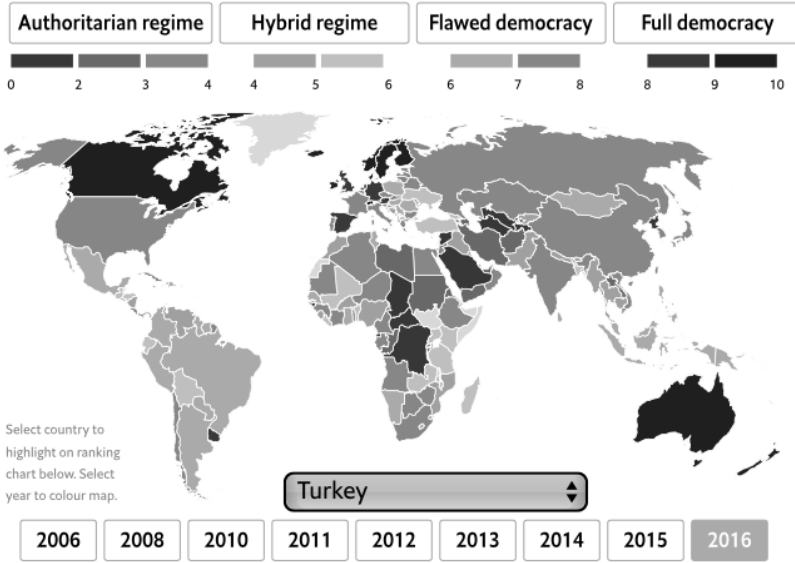 Authoritarian regime Hybrid regime Flawed democracy Full democracy
0 2 3 4 4 5 6 6 7 8 8 9 10
Select country to
highlight on ranking
chart below. Select
year to colour map.
Turkey
2006 2008 2010 2011 2012 2013 2014 2015 2016